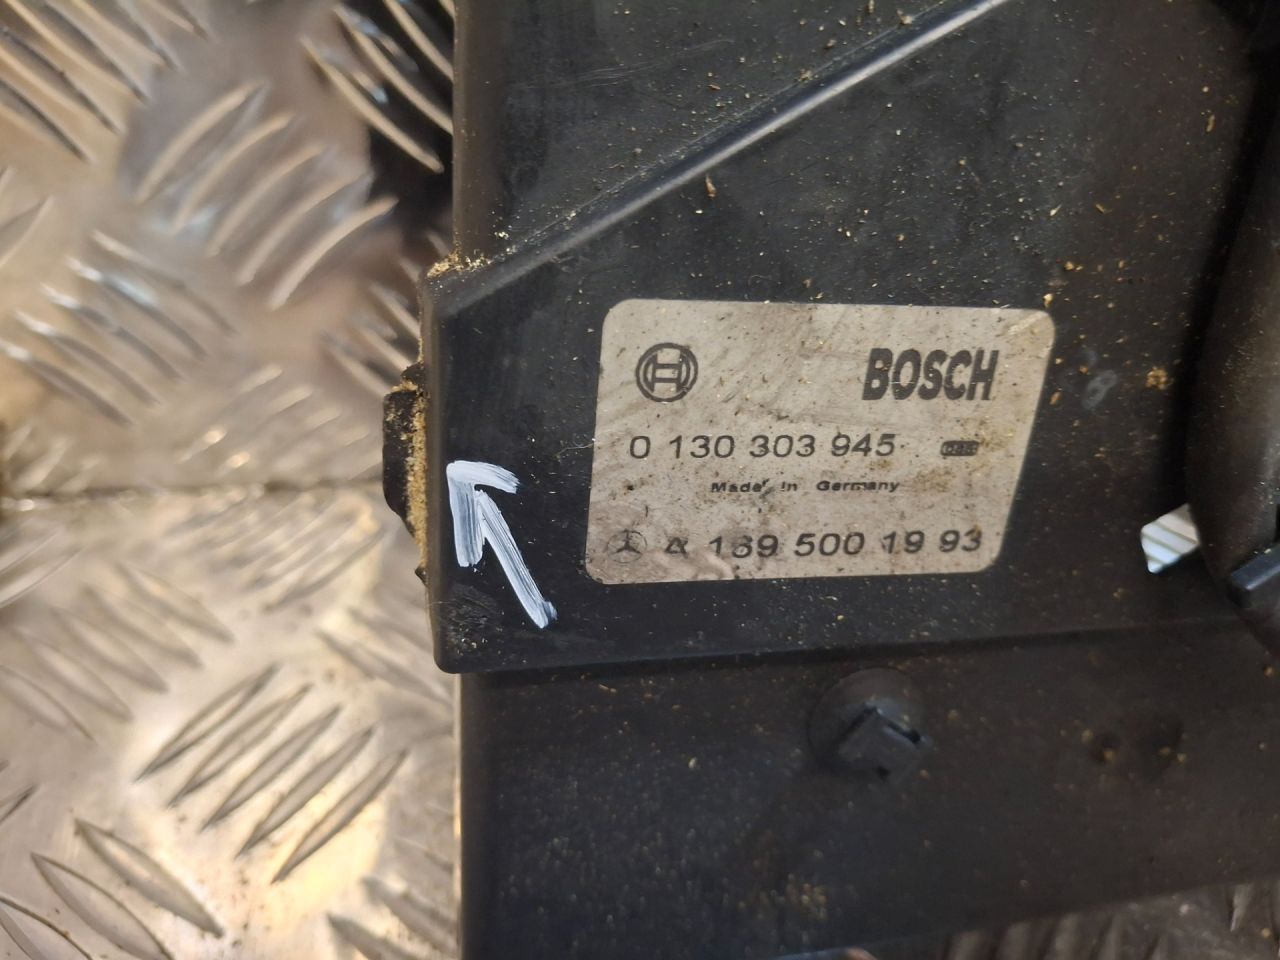 BOSCH
0 130 303 945
Made in Germany
A 169 500 19 93